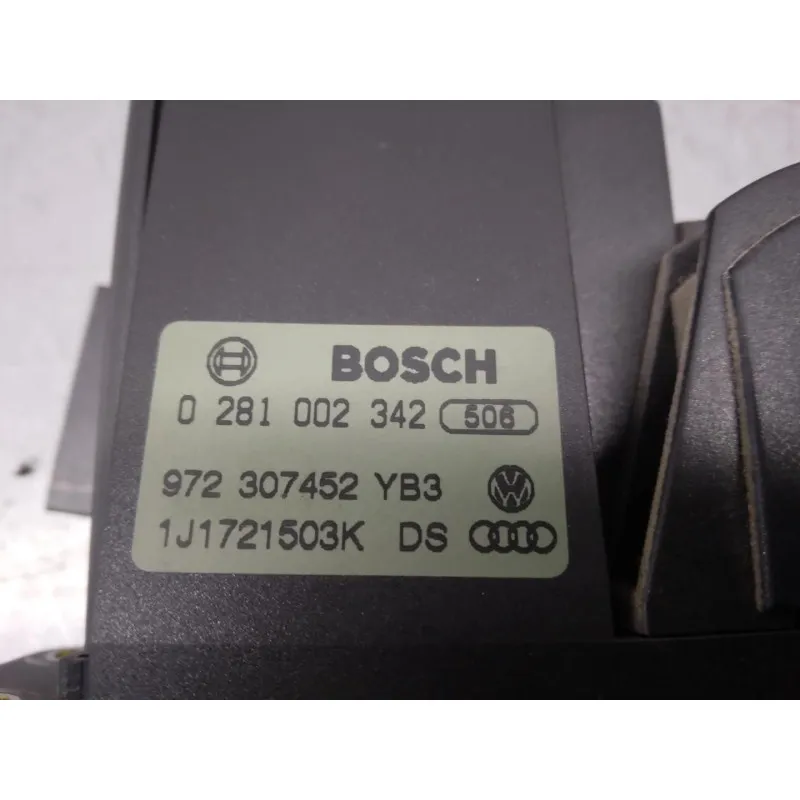 BOSCH
0 281 002 342 506
972 307452 YB3
1J1721503K DS